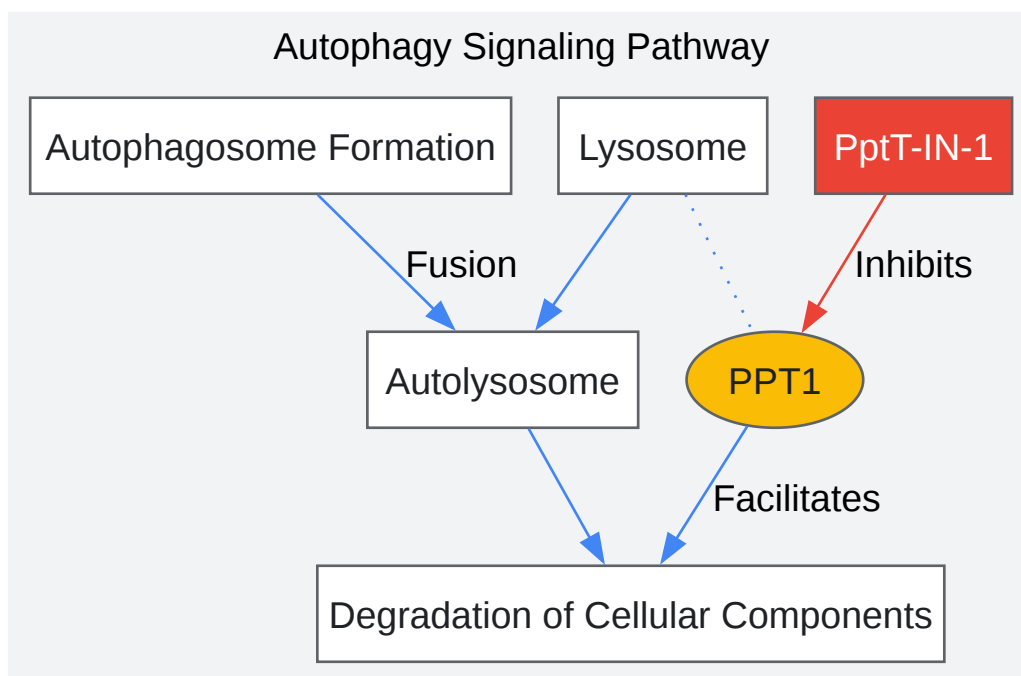 Autophagy Signaling Pathway
Autophagosome Formation
Lysosome
PptT-IN-1
Fusion
Inhibits
Autolysosome
PPT1
Facilitates
Degradation of Cellular Components